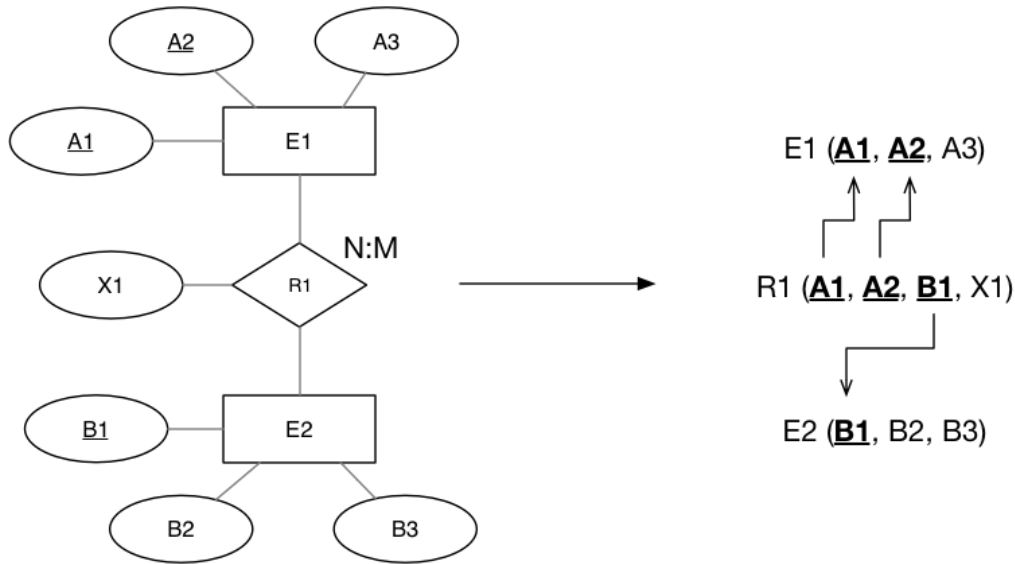 A2
A3
A1
E1
E1 (A1, A2, A3)
N:M
X1
R1
R1 (A1, A2, B1, X1)
B1
E2
E2 (B1, B2, B3)
B2
B3